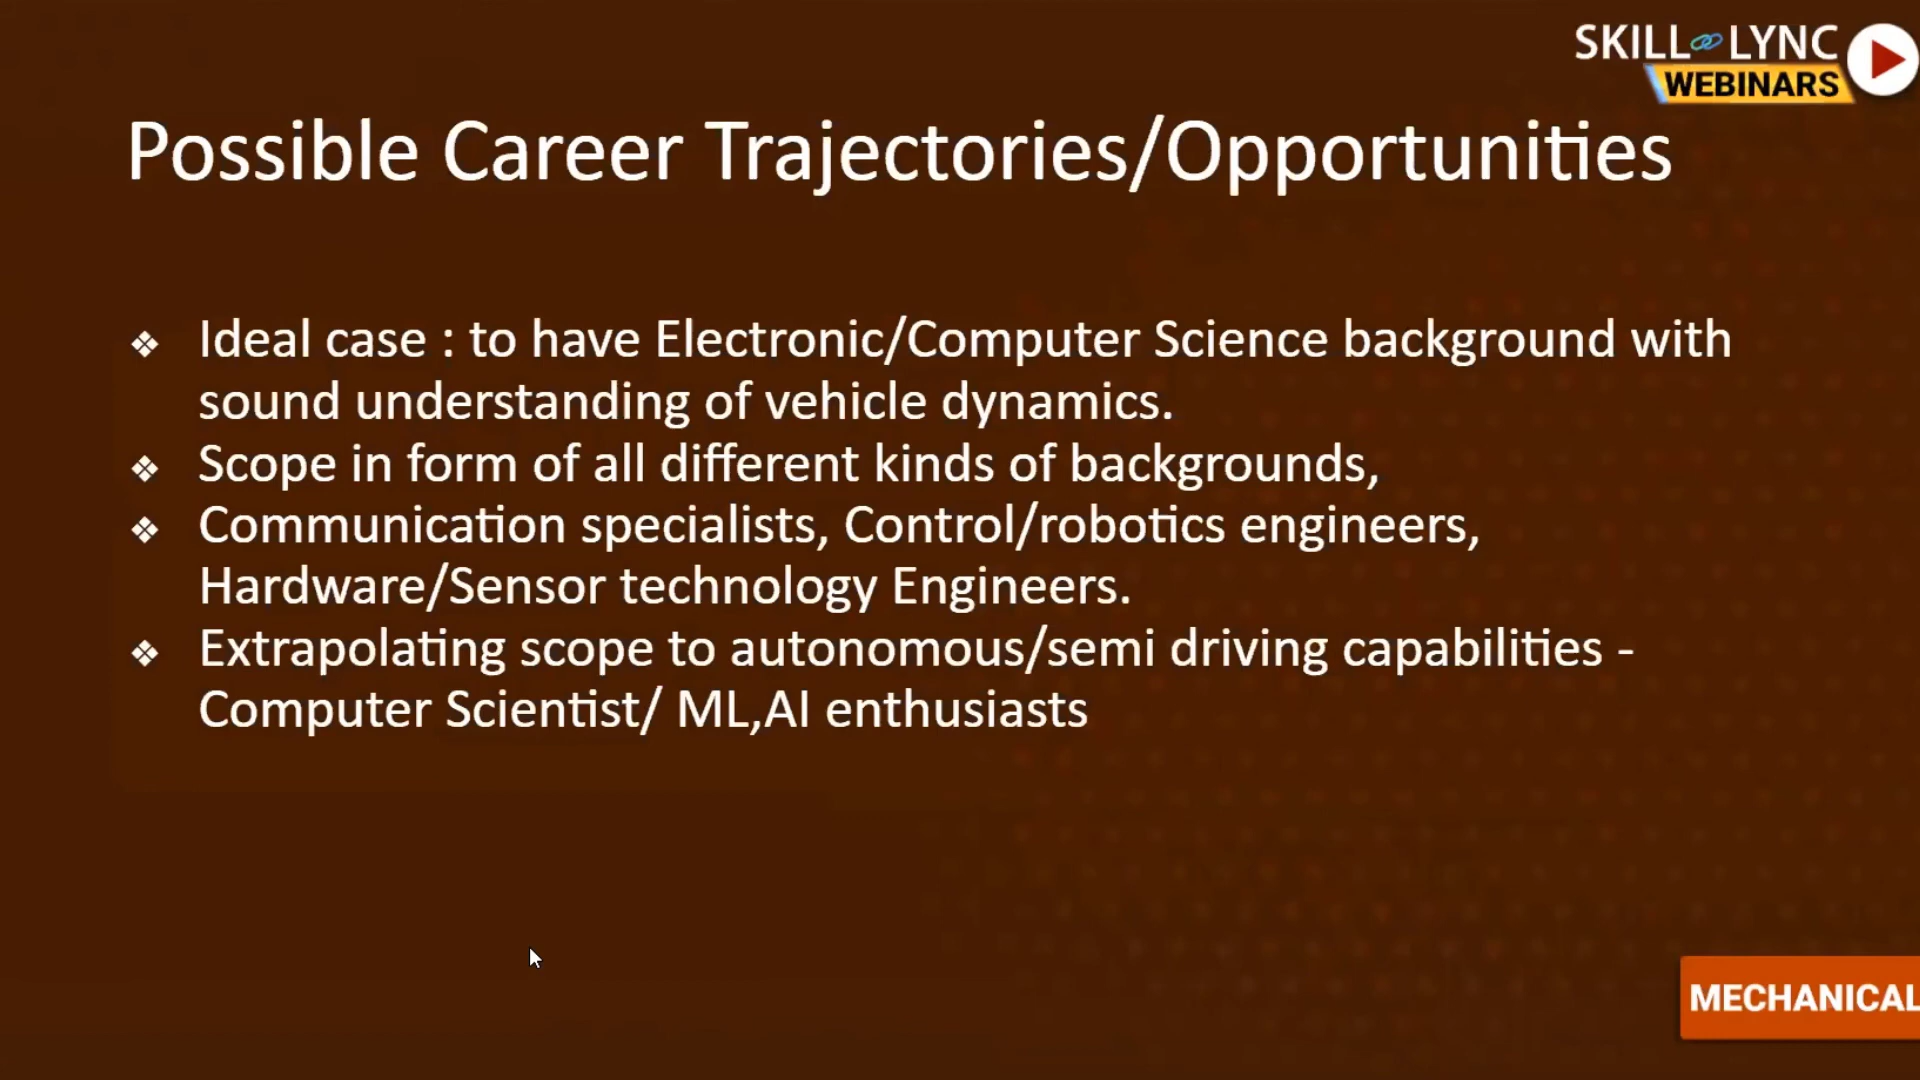 SKILL LYNC
WEBINARS
Possible Career Trajectories/Opportunities
❖ Ideal case : to have Electronic/Computer Science background with
sound understanding of vehicle dynamics.
❖ Scope in form of all different kinds of backgrounds,
❖ Communication specialists, Control/robotics engineers,
Hardware/Sensor technology Engineers.
❖ Extrapolating scope to autonomous/semi driving capabilities -
Computer Scientist/ ML,AI enthusiasts
MECHANICAL